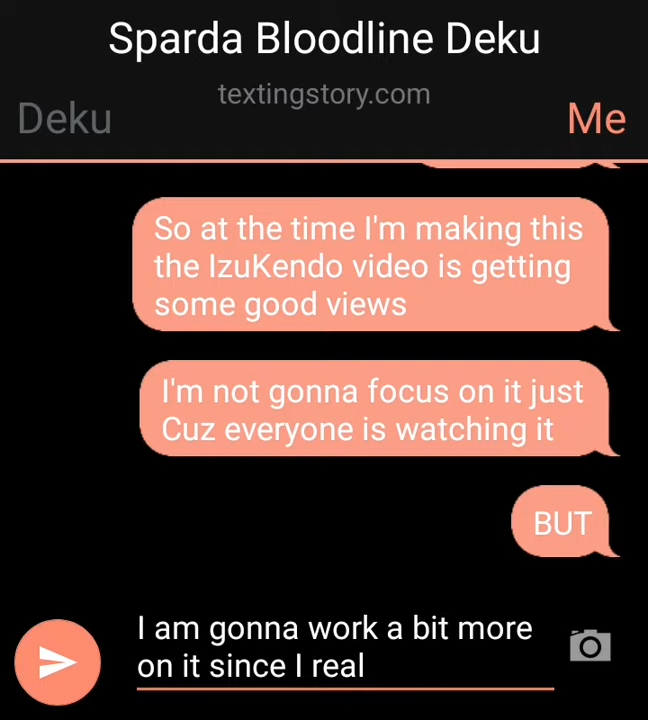 Sparda Bloodline Deku
textingstory.com
Deku
Me
So at the time I'm making this
the IzuKendo video is getting
some good views
I'm not gonna focus on it just
Cuz everyone is watching it
BUT
I am gonna work a bit more
on it since I real